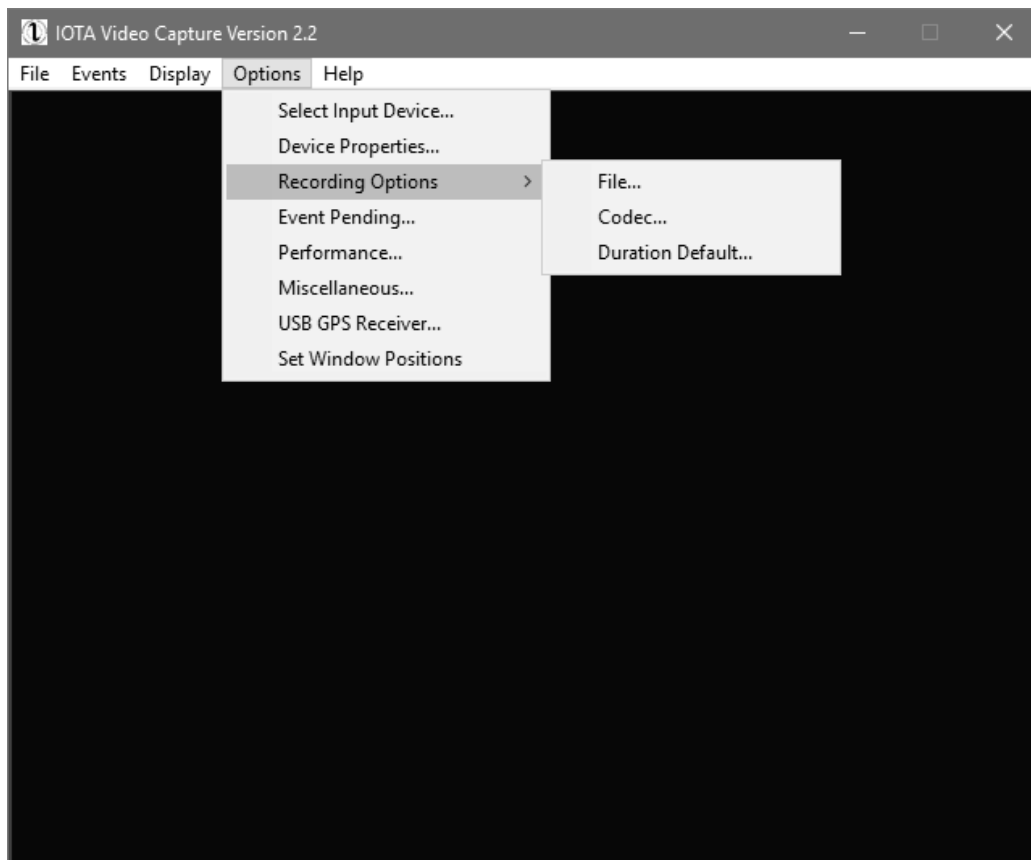 IOTA Video Capture Version 2.2
File Events Display Options Help
Select Input Device...
Device Properties...
Recording Options
Event Pending...
Performance...
Miscellaneous...
USB GPS Receiver...
Set Window Positions
File...
Codec...
Duration Default...